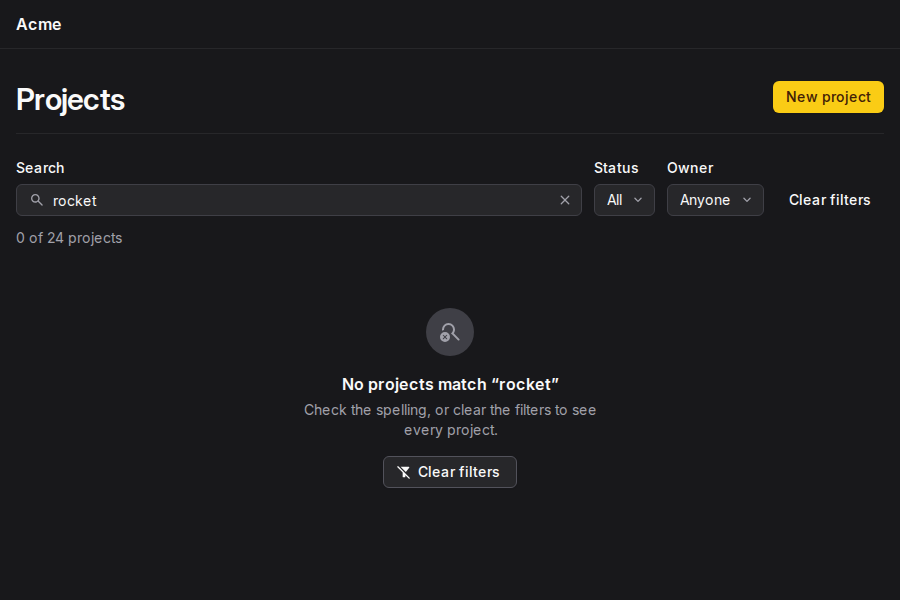 Acme
Projects
New project
Search
Status
Owner
rocket
All
Anyone
Clear filters
0 of 24 projects
No projects match “rocket”
Check the spelling, or clear the filters to see
every project.
Clear filters